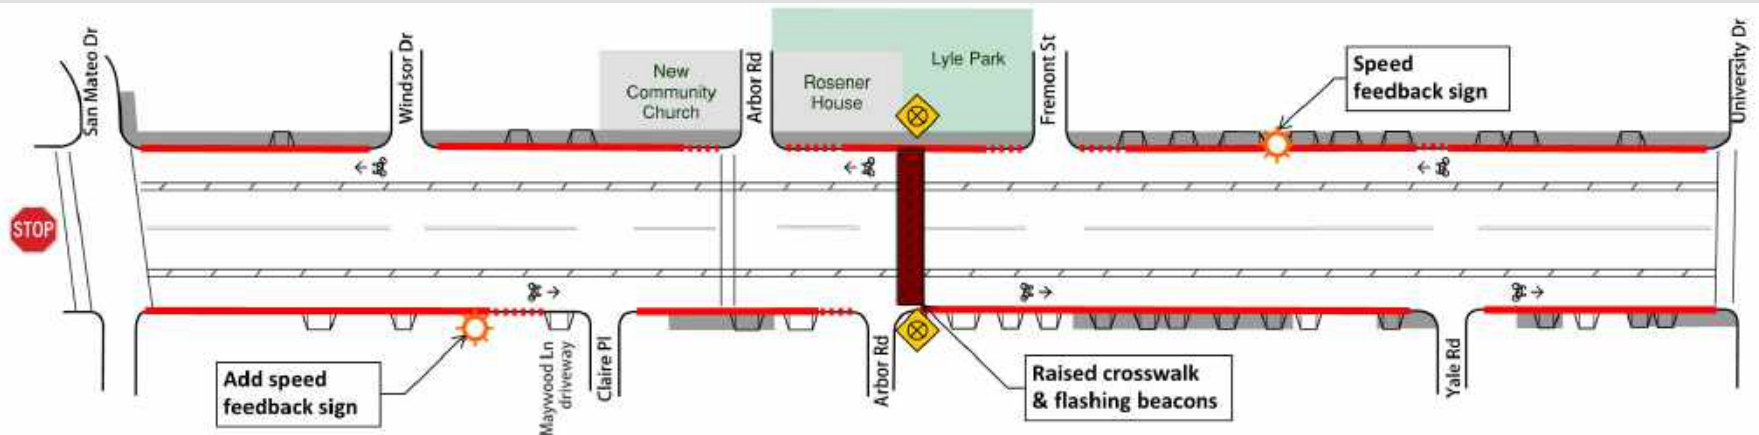 San Mateo Dr
Windsor Dr
New
Community
Church
Arbor Rd
Rosener
House
Lyle Park
Fremont St
Speed
feedback sign
University Dr
STOP
Add speed
feedback sign
Maywood Ln
driveway
Claire Pl
Arbor Rd
Raised crosswalk
& flashing beacons
Yale Rd